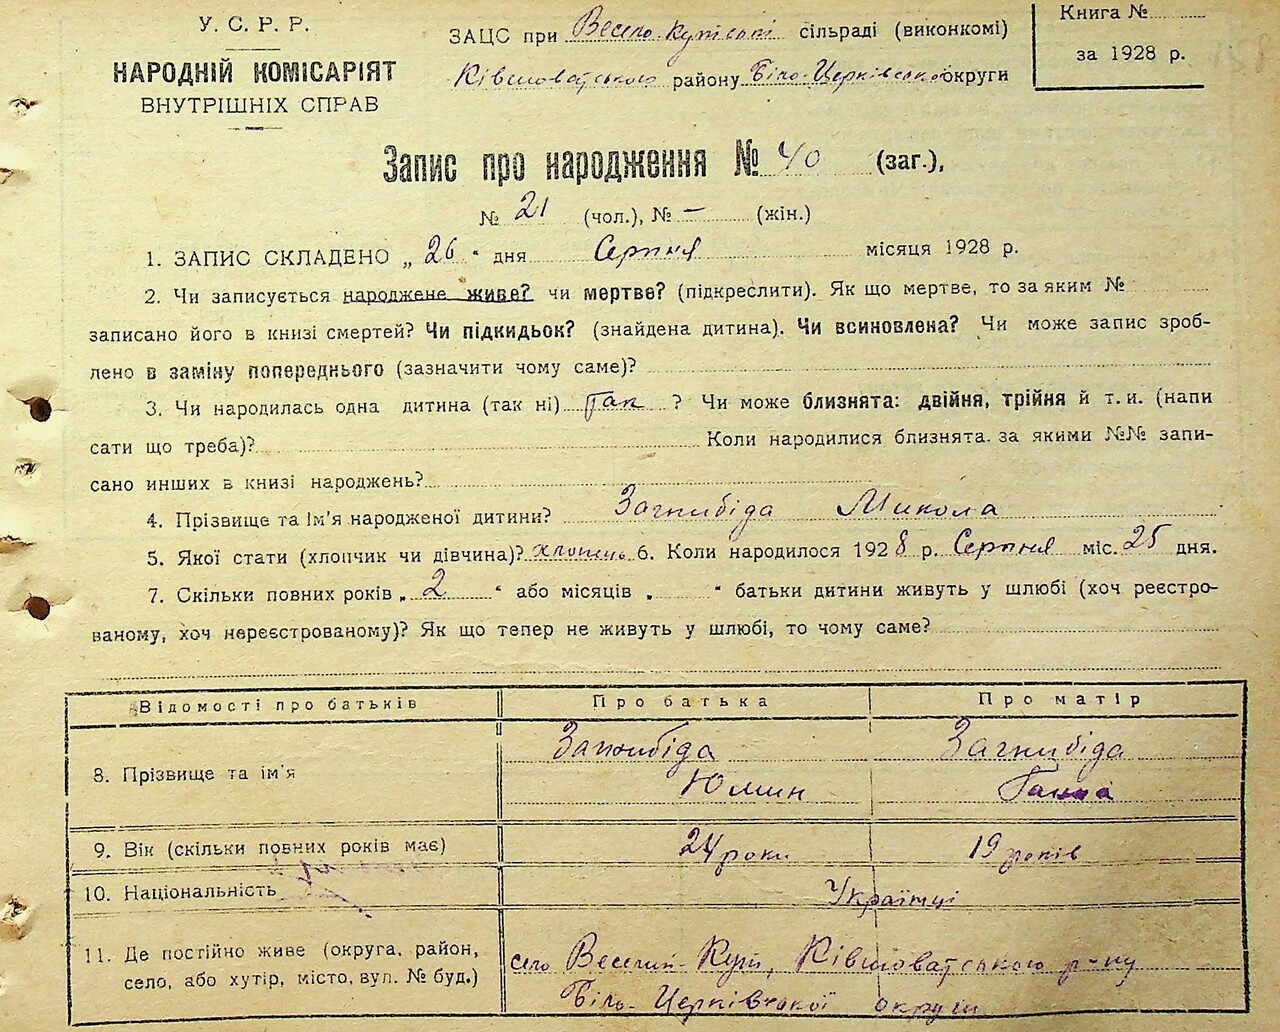 У. С. Р. Р.
НАРОДНІЙ КОМІСАРІЯТ
ВНУТРІШНІХ СПРАВ
ЗАЦС при Весело-Кутській сільраді (виконкомі)
Ківшоватського району Біло-Церківської округи
Книга №
за 1928 р.
Запис про народження № 40 (заг.),
№ 21 (чол.), № — (жін.)
1. ЗАПИС СКЛАДЕНО „ 26 “ дня Серпня місяця 1928 р.
2. Чи записується народжене живе? чи мертве? (підкреслити). Як що мертве, то за яким №
записано його в книзі смертей? Чи підкидьок? (знайдена дитина). Чи всиновлена? Чи може запис зроб-
лено в заміну попереднього (зазначити чому саме)?
3. Чи народилась одна дитина (так ні) так ? Чи може близнята: двійня, трійня й т. и. (напи
сати що треба)? Коли народилися близнята. за якими №№ запи-
сано инших в книзі народжень?
4. Прізвище та ім'я народженої дитини? Загнибіда Микола
5. Якої стати (хлопчик чи дівчина)? хлопець 6. Коли народилося 1928 р. Серпня міс. 25 дня.
7. Скільки повних років „ 2 “ або місяців „ “ батьки дитини живуть у шлюбі (хоч реєстро-
ваному, хоч нереєстрованому)? Як що тепер не живуть у шлюбі, то чому саме?
Відомості про батьків Про батька Про матір
8. Прізвище та ім'я Загнибіда Юмин Загнибіда Ганна
9. Вік (скільки повних років має) 24 роки 19 років
10. Національність Українці
11. Де постійно живе (округа, район,
село, або хутір, місто, вул. № буд.) село Веселий-Кут, Ківшоватського р-ну
Біло-Церківської округи